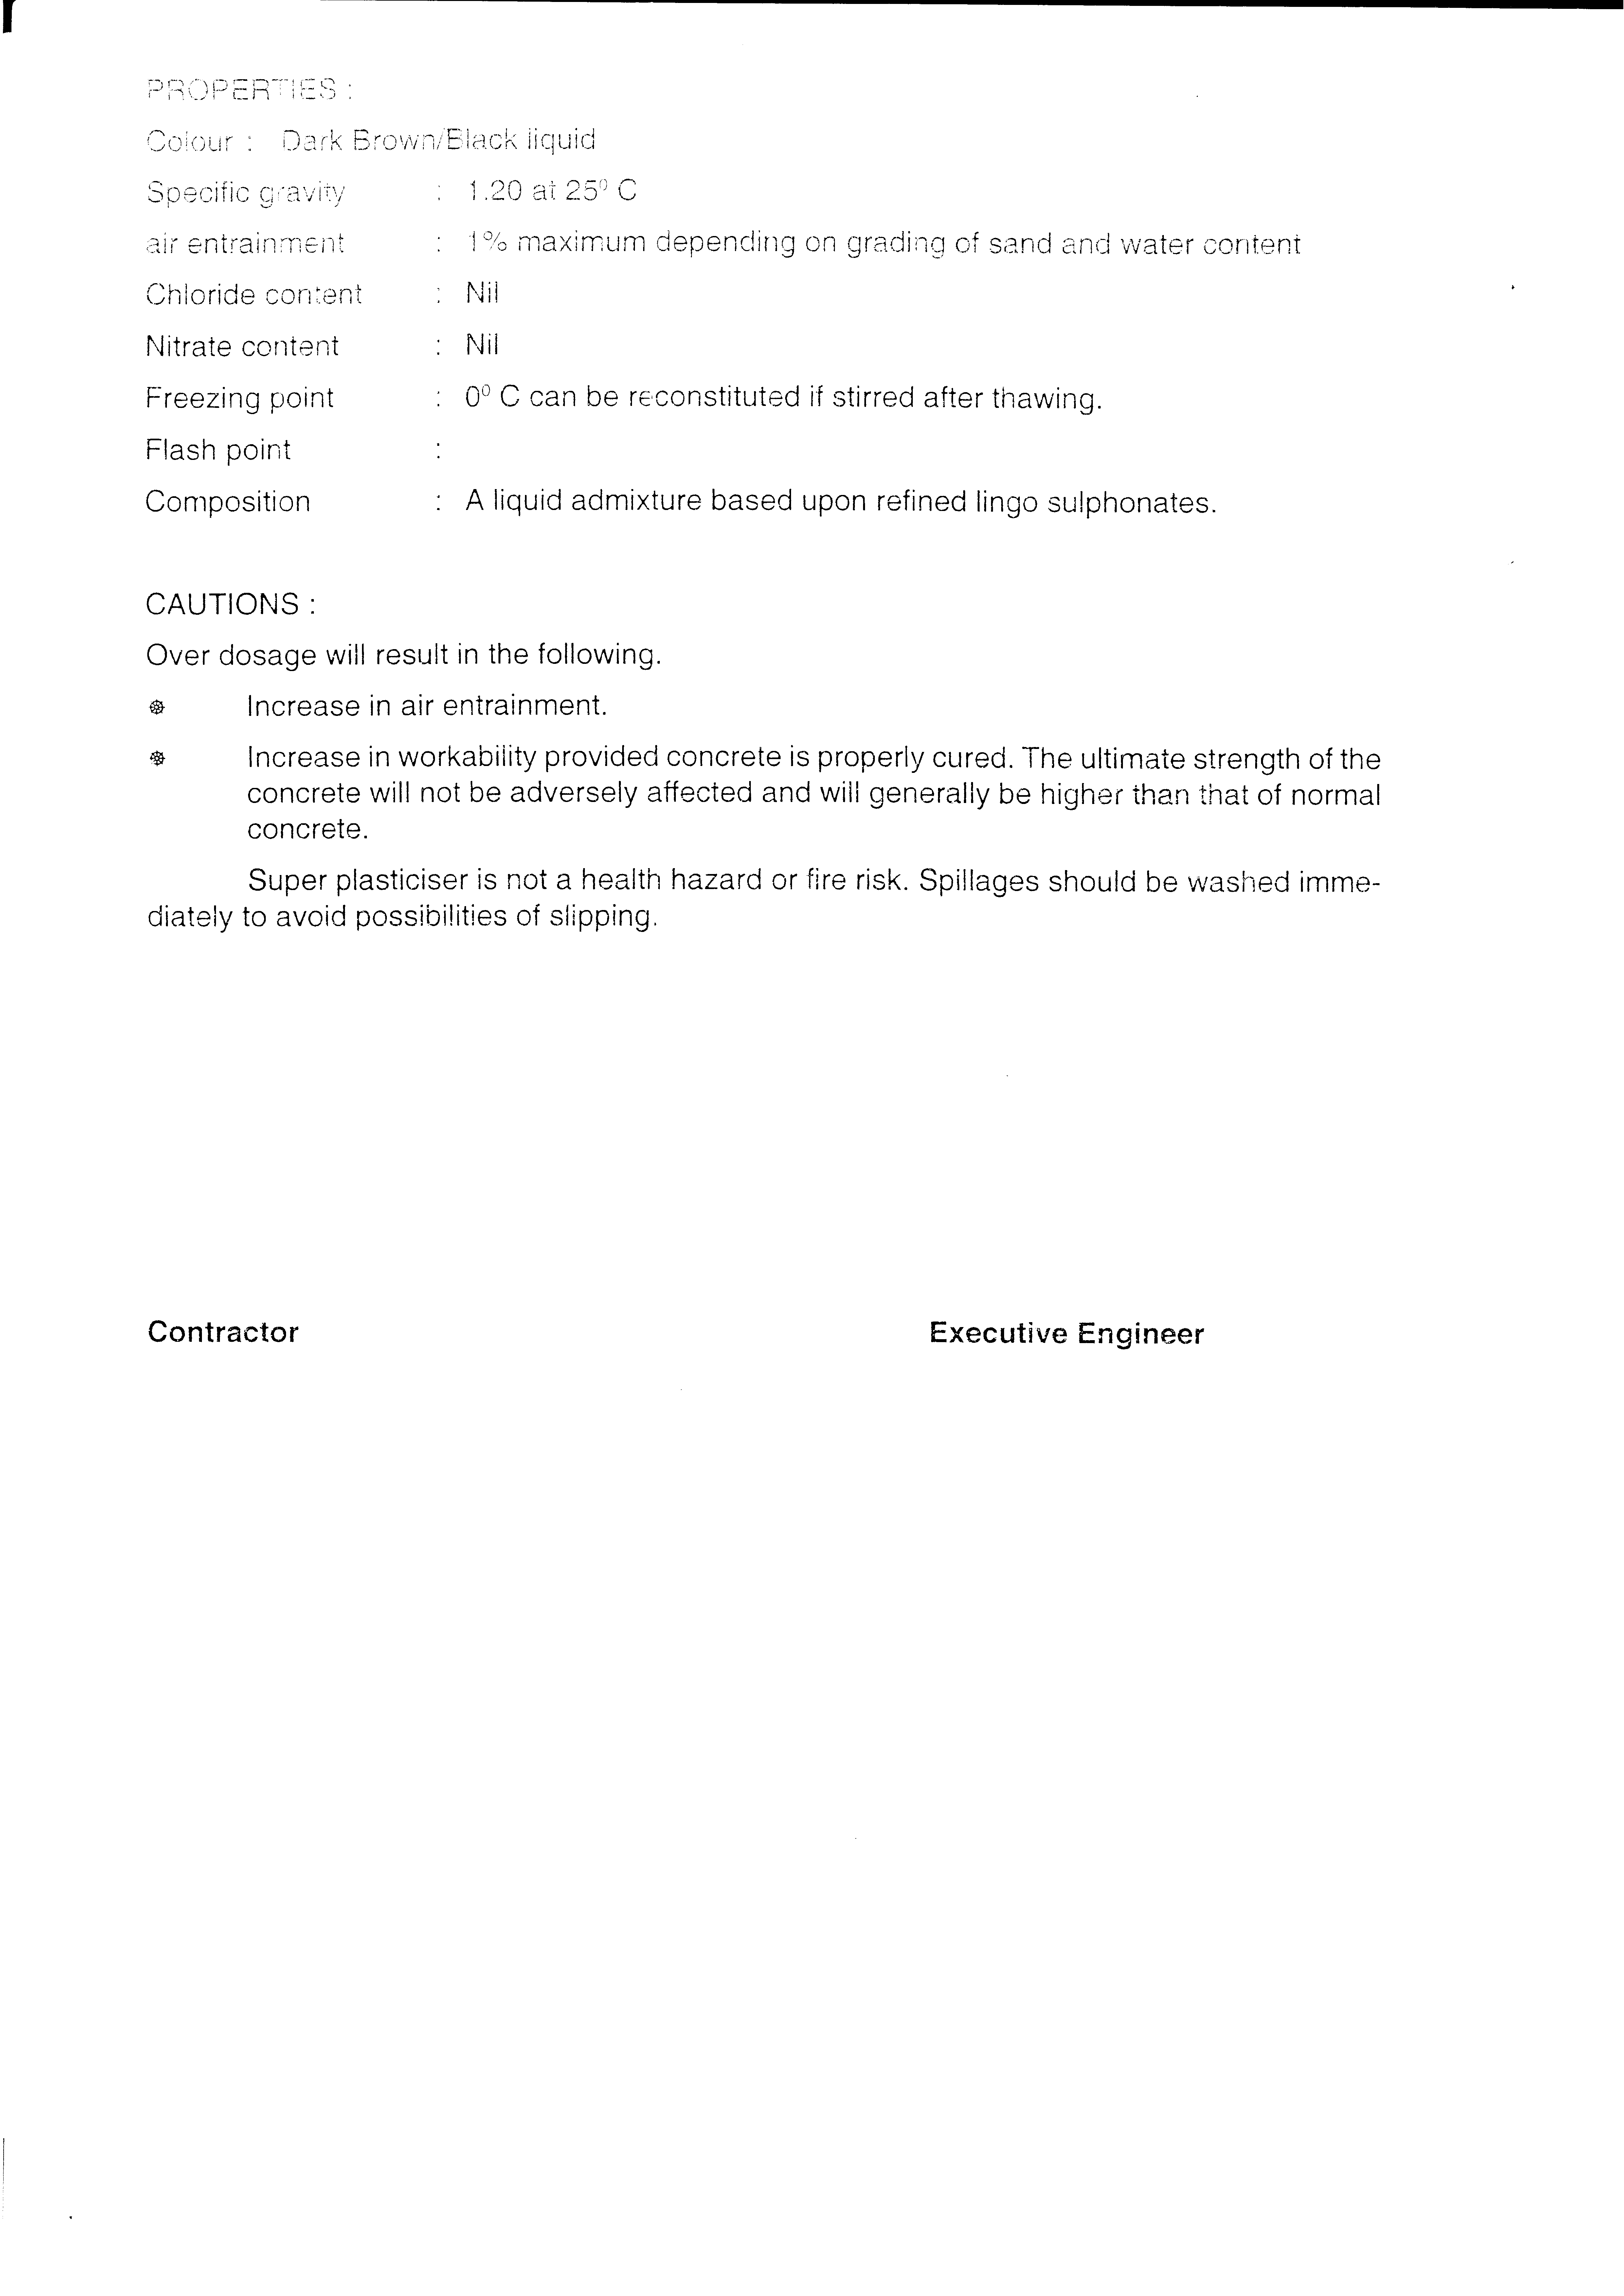 PROPERTIES :
Colour : Dark Brown/Black liquid
Specific gravity : 1.20 at 25⁰ C
air entrainment : 1% maximum depending on grading of sand and water content
Chloride content : Nil
Nitrate content : Nil
Freezing point : 0⁰ C can be reconstituted if stirred after thawing.
Flash point :
Composition : A liquid admixture based upon refined lingo sulphonates.
CAUTIONS :
Over dosage will result in the following.
Increase in air entrainment.
Increase in workability provided concrete is properly cured. The ultimate strength of the
concrete will not be adversely affected and will generally be higher than that of normal
concrete.
Super plasticiser is not a health hazard or fire risk. Spillages should be washed imme-
diately to avoid possibilities of slipping.
Contractor Executive Engineer